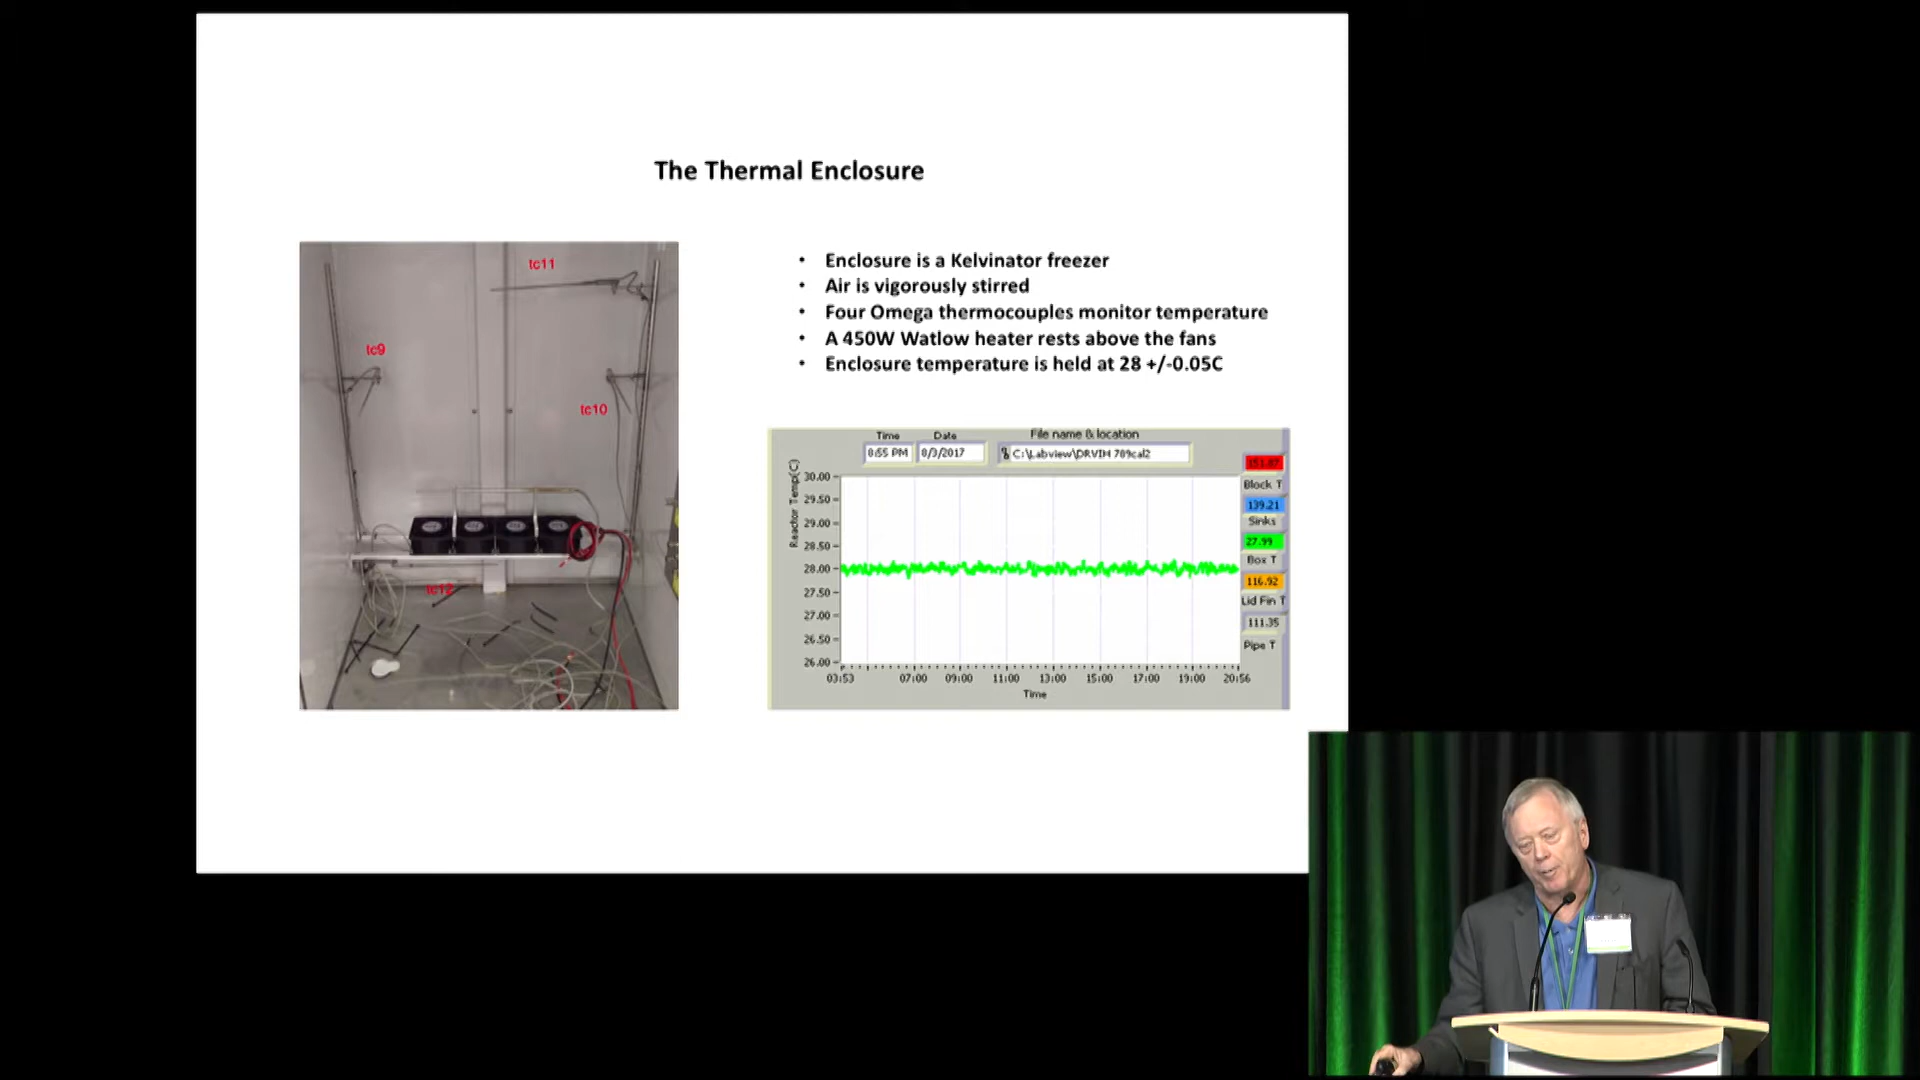 The Thermal Enclosure
tc11
tc9
tc10
tc12
• Enclosure is a Kelvinator freezer
• Air is vigorously stirred
• Four Omega thermocouples monitor temperature
• A 450W Watlow heater rests above the fans
• Enclosure temperature is held at 28 +/-0.05C
Time Date File name & location
8:55 PM 8/3/2017 C:\Labview\DRVIH 709cal2
Reactor Temp(C)
30.00
29.50
29.00
28.50
28.00
27.50
27.00
26.50
26.00
03:53 07:00 09:00 11:00 13:00 15:00 17:00 19:00 20:56
Time
Block T
139.21
Sinks
27.99
Box T
116.92
Lid Fin T
111.35
Pipe T